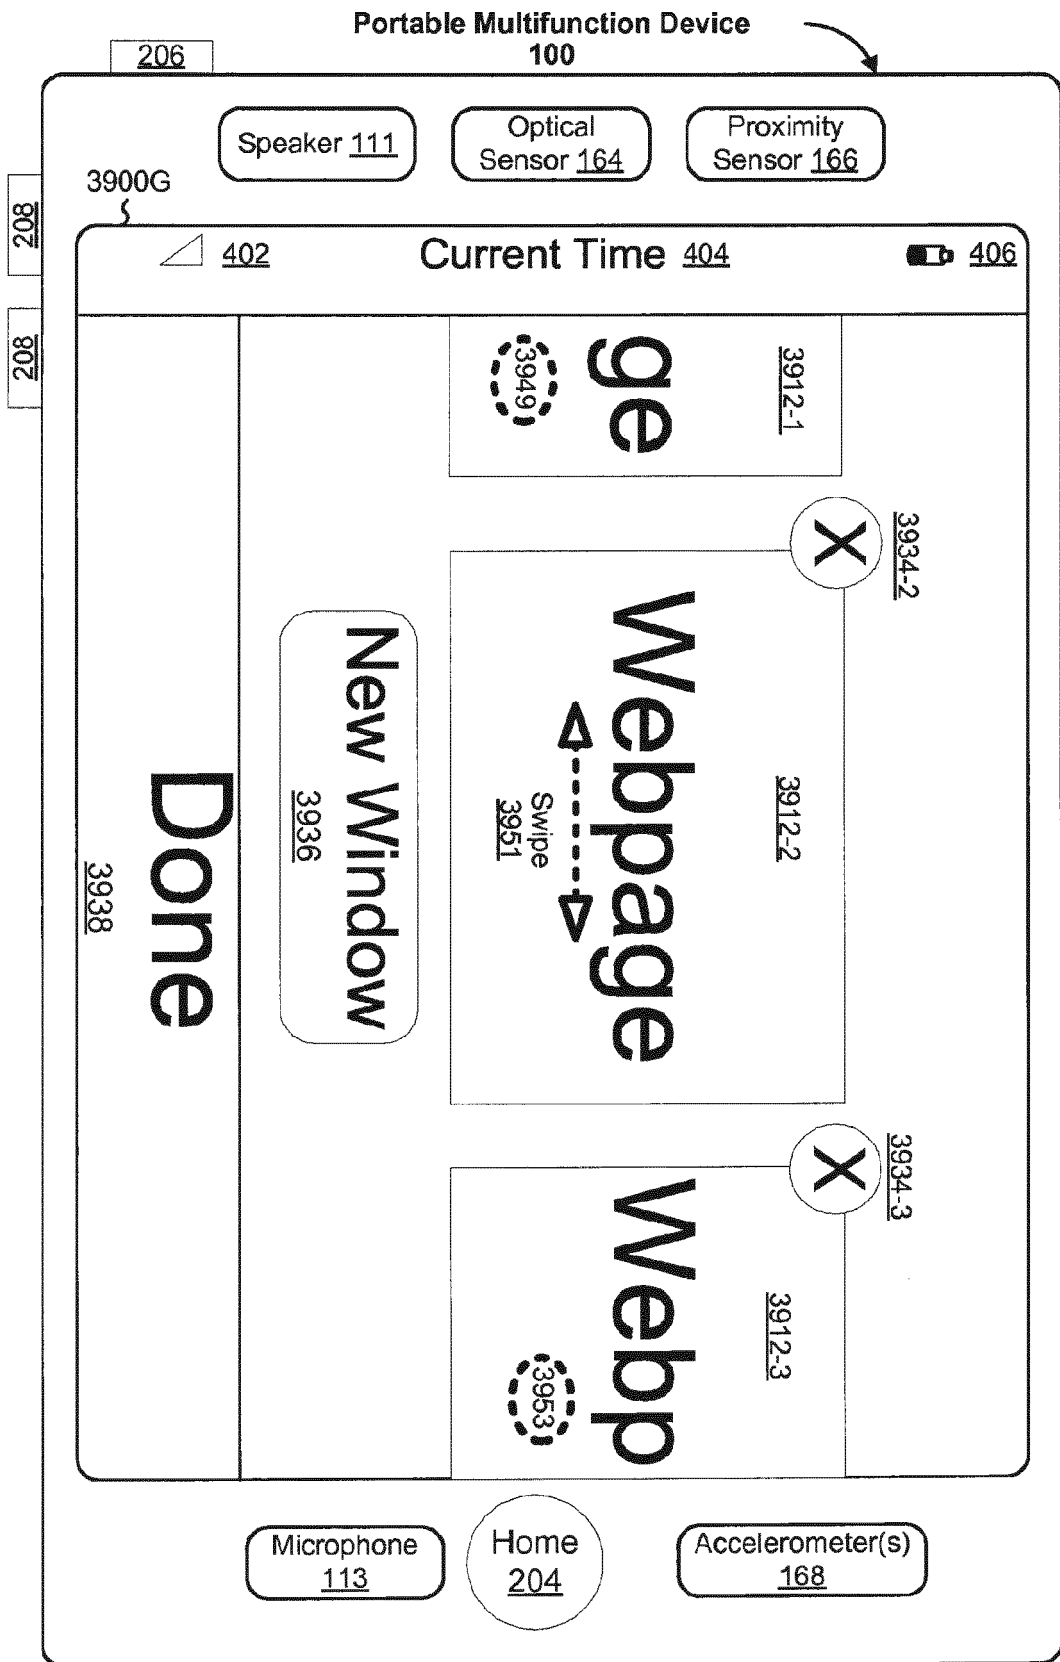 Portable Multifunction Device
100
206
Speaker 111
Optical
Sensor 164
Proximity
Sensor 166
208
208
3900G
402
Current Time 404
406
ge
3912-1
3949
3934-2
X
3912-2
Webpage
Swipe
3951
New Window
3936
Done
3938
3934-3
X
3912-3
Webp
3953
Microphone
113
Home
204
Accelerometer(s)
168